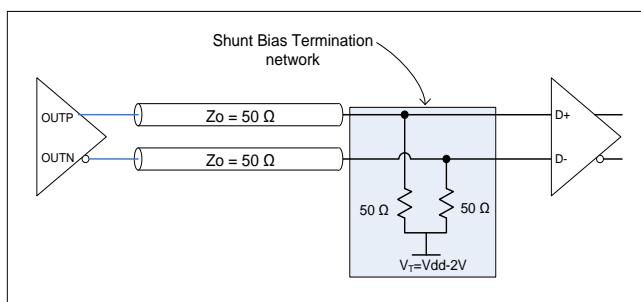 Shunt Bias Termination
network
OUTP
Zo = 50 Ω
D+
OUTN
Zo = 50 Ω
D-
50 Ω
50 Ω
VT=Vdd-2V